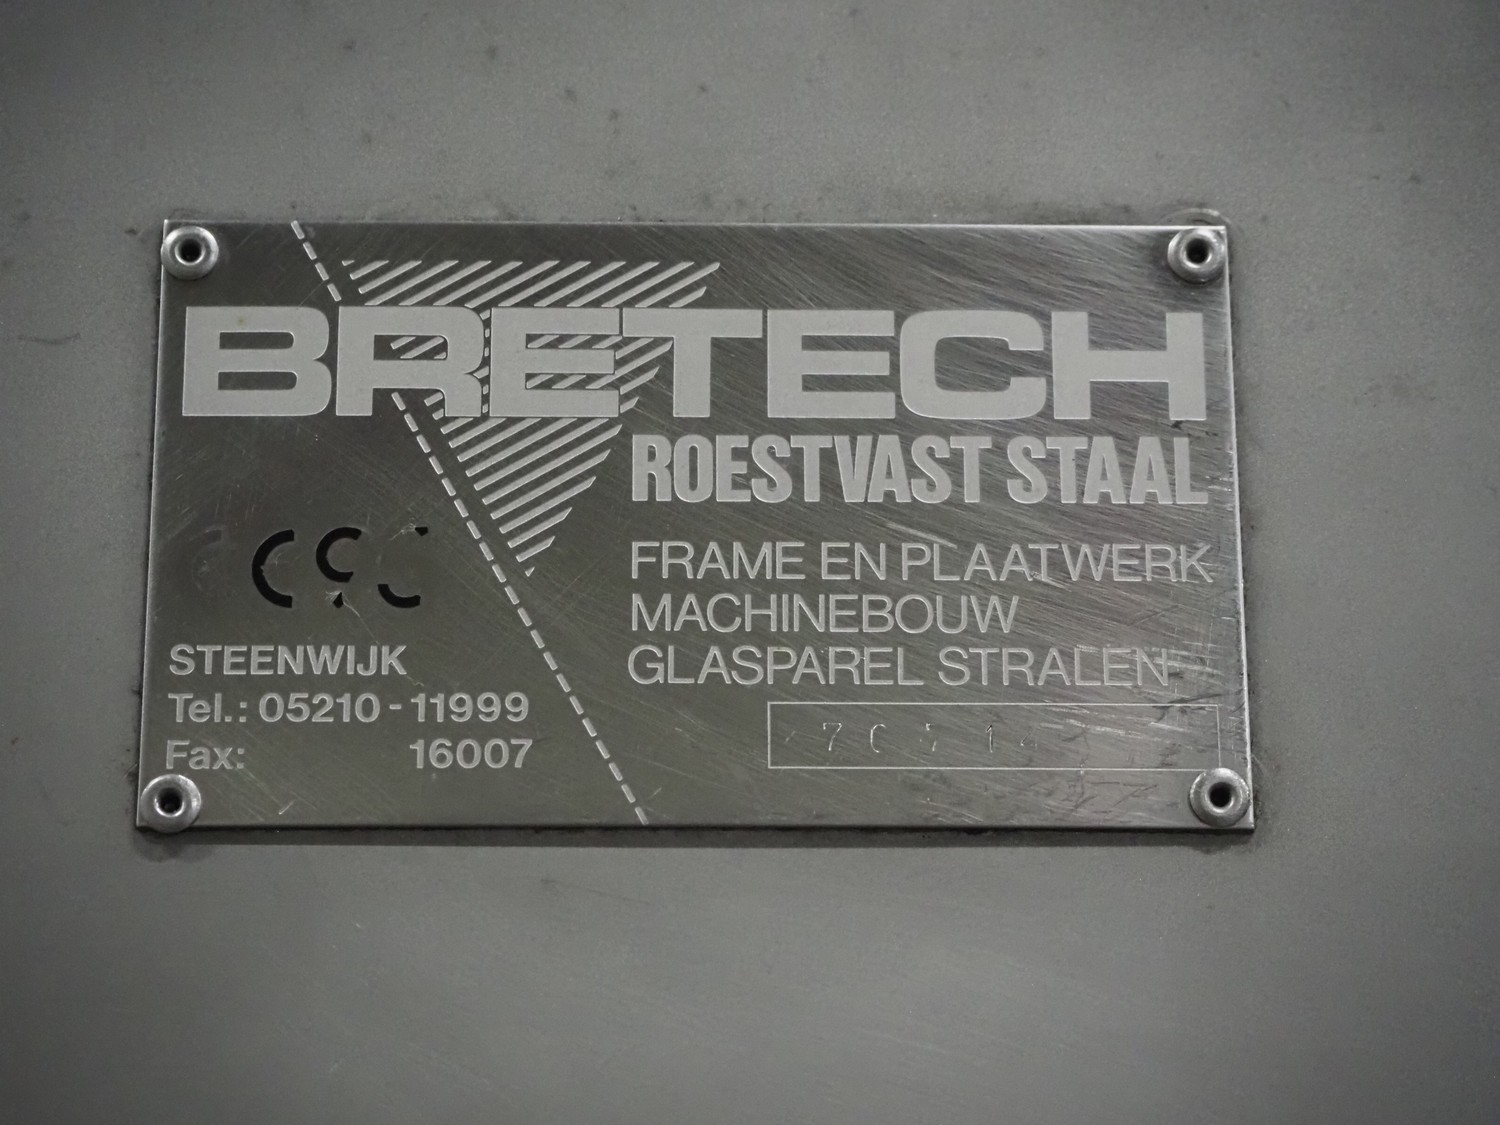 BRETECH
ROESTVAST STAAL
FRAME EN PLAATWERK
MACHINEBOUW
GLASPAREL STRALEN
STEENWIJK
Tel.: 05210 - 11999
Fax: 16007